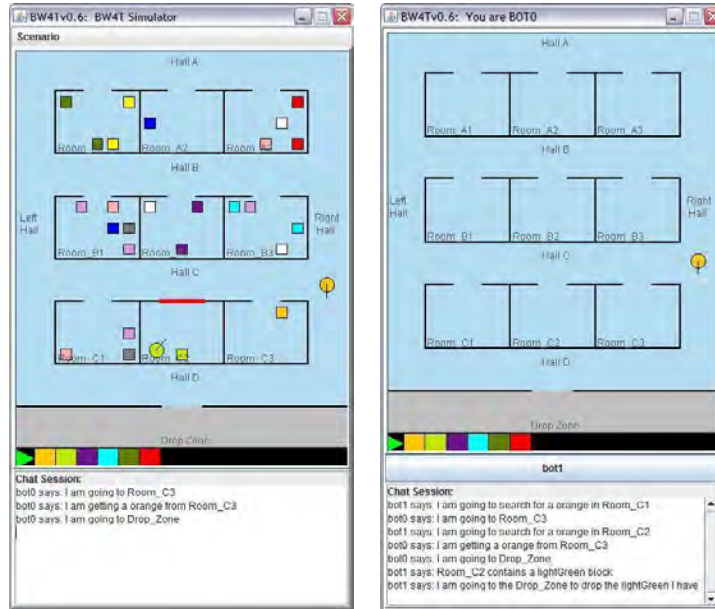 BW4Tv0.6: BW4T Simulator
Scenario
Hall A
Room_A2
Hall B
Left
Hall
Right
Hall
Room_B1
Room_B3
Hall C
Room_C1
Room_C3
Hall D
Drop Zone
Chat Session:
bot0 says: I am going to Room_C3
bot0 says: I am getting a orange from Room_C3
bot0 says: I am going to Drop_Zone
BW4Tv0.6: You are BOT0
Hall A
Room_A1
Room_A2
Room_A3
Hall B
Left
Hall
Right
Hall
Room_B1
Room_B2
Room_B3
Hall C
Room_C1
Room_C2
Room_C3
Hall D
Drop Zone
bot1
Chat Session:
bot1 says: I am going to search for a orange in Room_C1
bot0 says: I am going to Room_C3
bot1 says: I am going to search for a orange in Room_C2
bot0 says: I am getting a orange from Room_C3
bot0 says: I am going to Drop_Zone
bot1 says: Room_C2 contains a lightGreen block
bot1 says: I am going to the Drop_Zone to drop the lightGreen I have